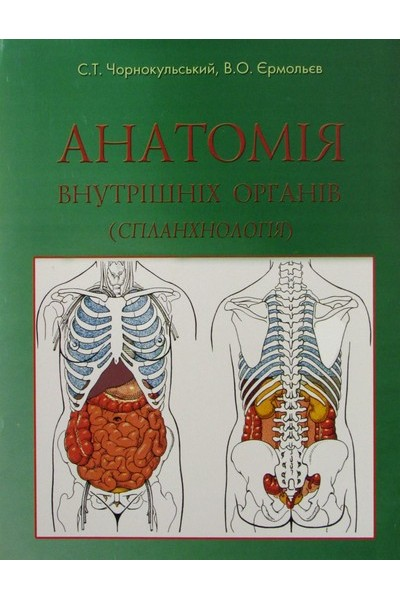 С.Т. Чорнокульський, В.О. Єрмольєв
АНАТОМІЯ
ВНУТРІШНІХ ОРГАНІВ
(СПЛАНХНОЛОГІЯ)